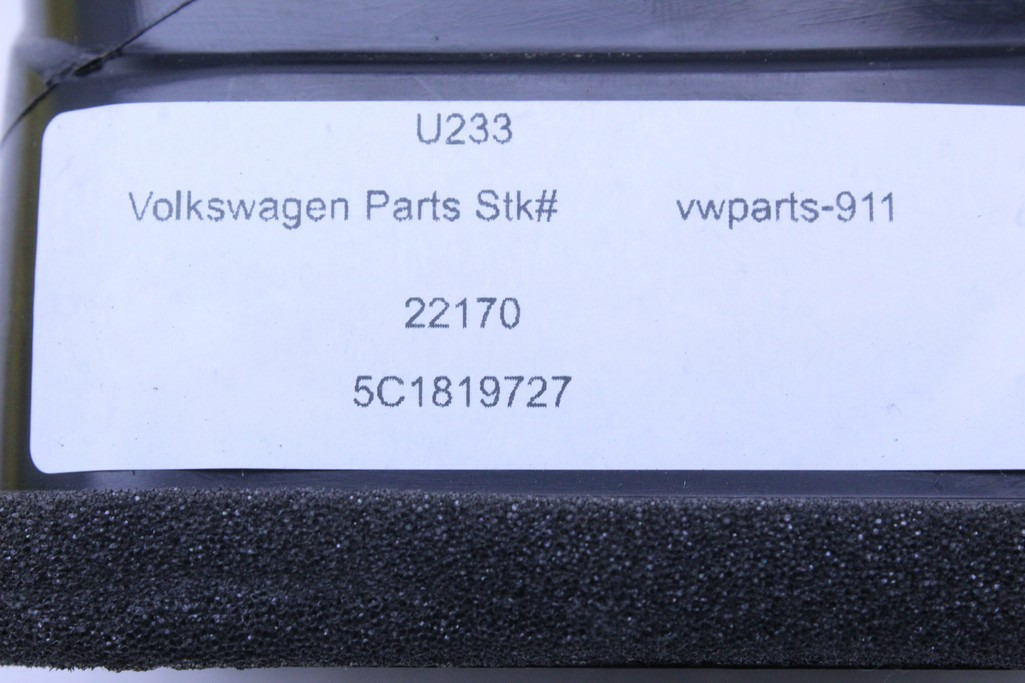 U233
Volkswagen Parts Stk# vwparts-911
22170
5C1819727